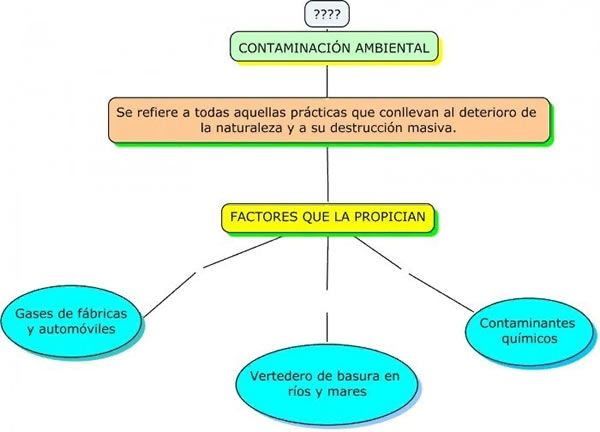 ????
CONTAMINACIÓN AMBIENTAL
Se refiere a todas aquellas prácticas que conllevan al deterioro de
la naturaleza y a su destrucción masiva.
FACTORES QUE LA PROPICIAN
Gases de fábricas
y automóviles
Vertedero de basura en
ríos y mares
Contaminantes
químicos